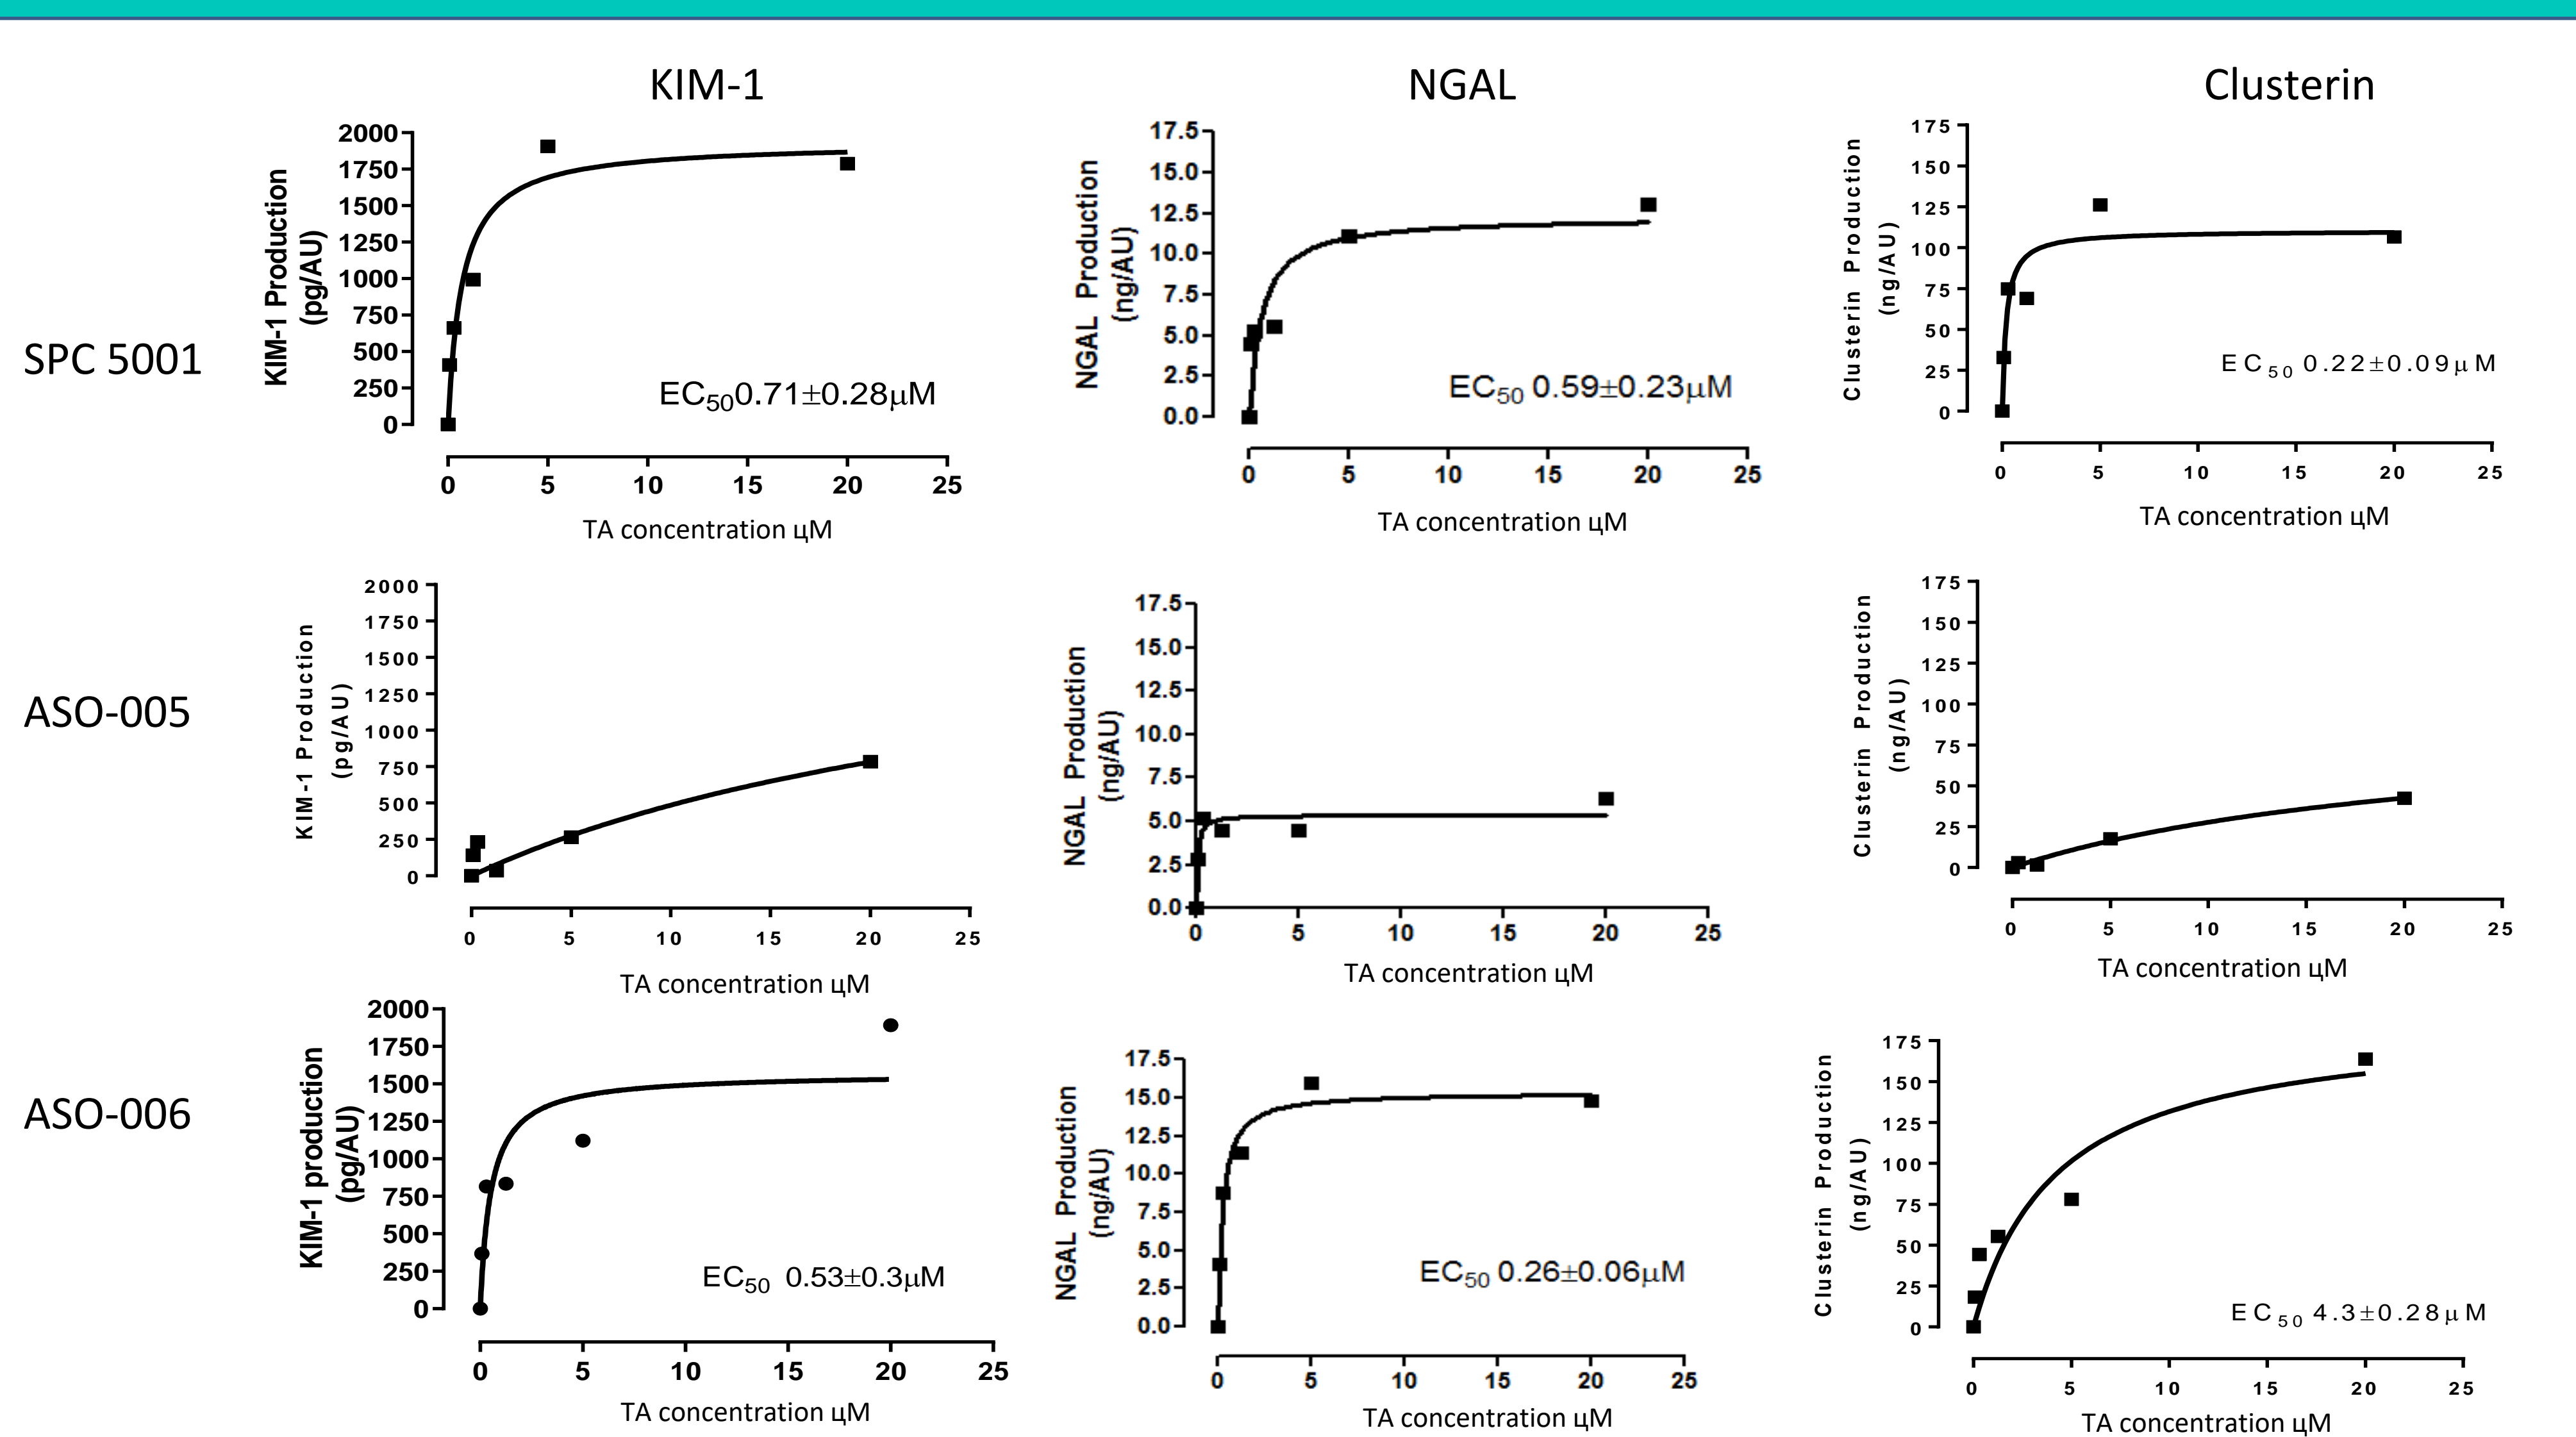 KIM-1
NGAL
Clusterin
SPC 5001
KIM-1 Production
(pg/AU)
2000
1750
1500
1250
1000
750
500
250
0
EC50 0.71±0.28μM
0 5 10 15 20 25
TA concentration цM
NGAL Production
(ng/AU)
17.5
15.0
12.5
10.0
7.5
5.0
2.5
0.0
EC50 0.59±0.23μM
0 5 10 15 20 25
TA concentration цM
Clusterin Production
(ng/AU)
175
150
125
100
75
50
25
0
EC50 0.22±0.09μM
0 5 10 15 20 25
TA concentration цM
ASO-005
KIM-1 Production
(pg/AU)
2000
1750
1500
1250
1000
750
500
250
0
0 5 10 15 20 25
TA concentration цM
NGAL Production
(ng/AU)
17.5
15.0
12.5
10.0
7.5
5.0
2.5
0.0
0 5 10 15 20 25
TA concentration цM
Clusterin Production
(ng/AU)
175
150
125
100
75
50
25
0
0 5 10 15 20 25
TA concentration цM
ASO-006
KIM-1 production
(pg/AU)
2000
1750
1500
1250
1000
750
500
250
0
EC50 0.53±0.3μM
0 5 10 15 20 25
TA concentration цM
NGAL Production
(ng/AU)
17.5
15.0
12.5
10.0
7.5
5.0
2.5
0.0
EC50 0.26±0.06μM
0 5 10 15 20 25
TA concentration цM
Clusterin Production
(ng/AU)
175
150
125
100
75
50
25
0
EC50 4.3±0.28μM
0 5 10 15 20 25
TA concentration цM